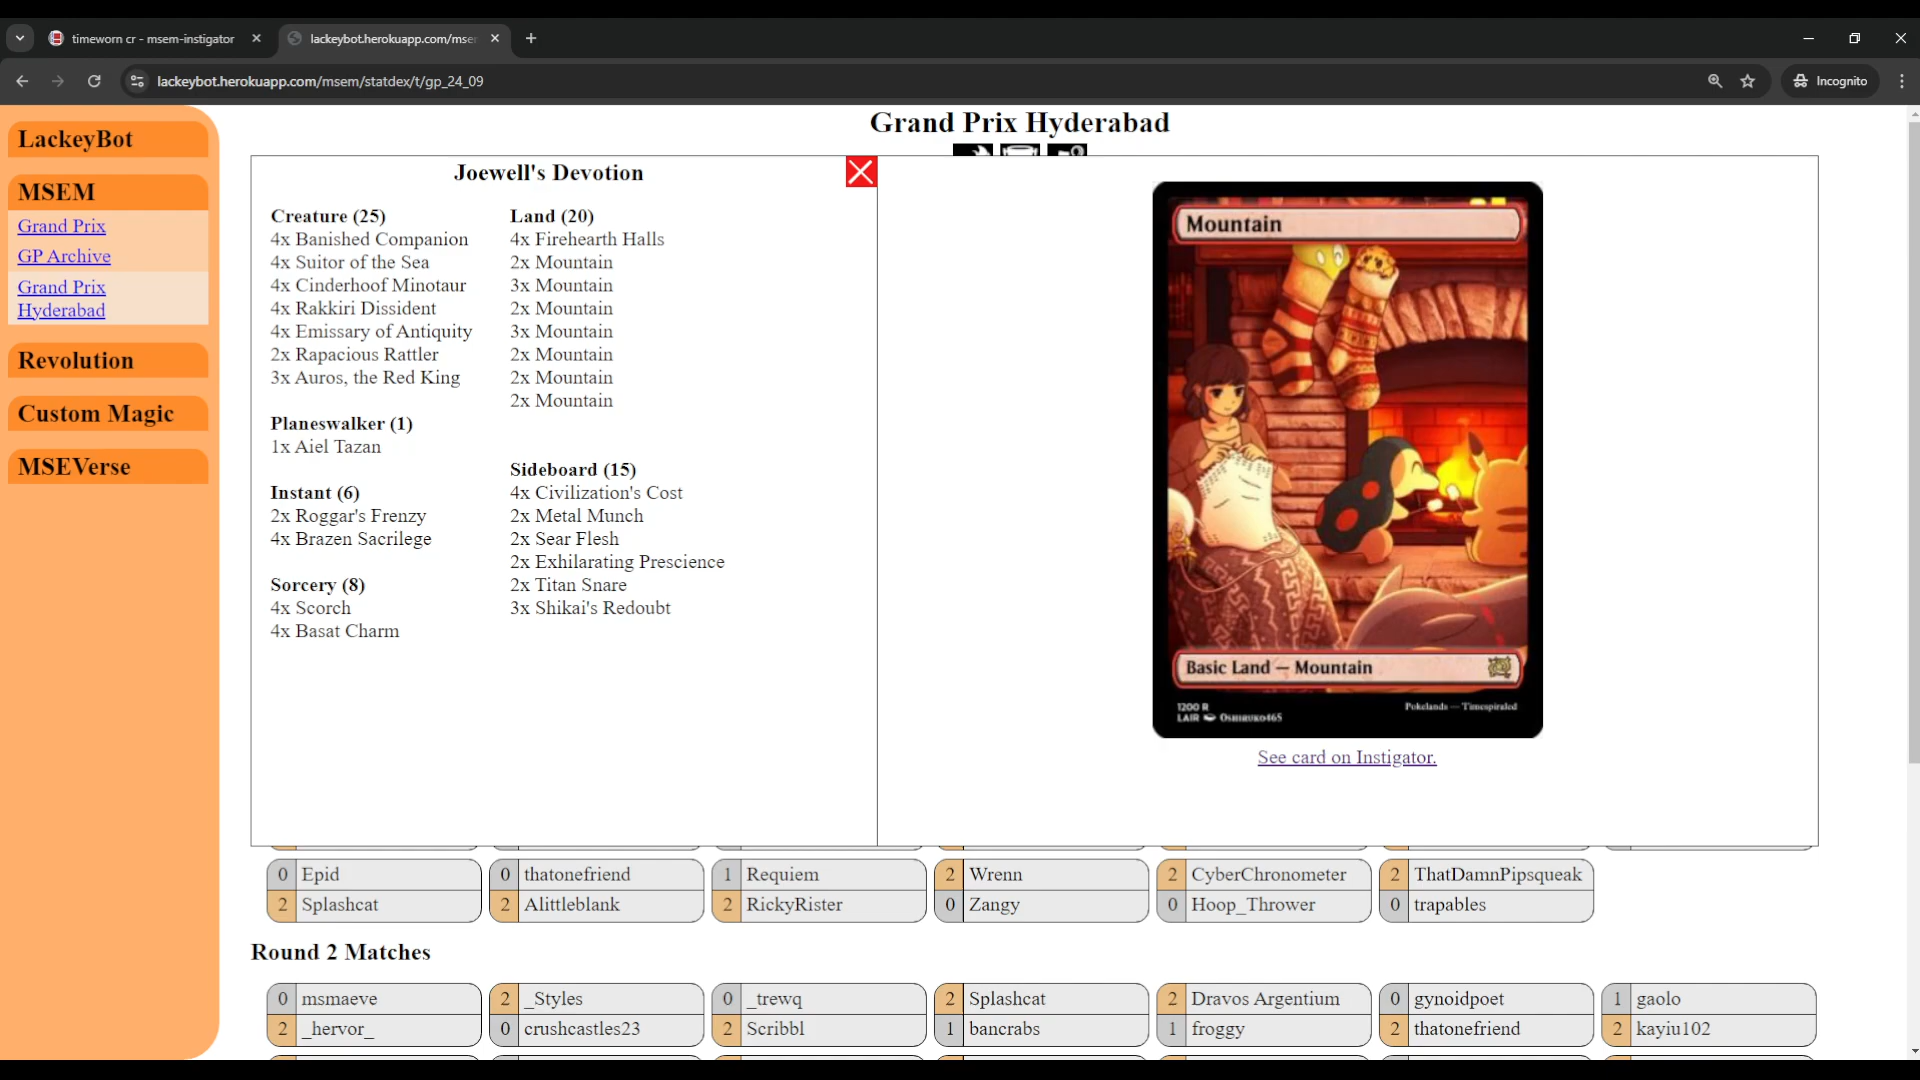 timeworn cr - msem-instigator
lackeybot.herokuapp.com/mse
lackeybot.herokuapp.com/msem/statdex/t/gp_24_09
Incognito
LackeyBot
MSEM
Grand Prix
GP Archive
Grand Prix
Hyderabad
Revolution
Custom Magic
MSEVerse
Grand Prix Hyderabad
Joewell's Devotion
Creature (25)
4x Banished Companion
4x Suitor of the Sea
4x Cinderhoof Minotaur
4x Rakkiri Dissident
4x Emissary of Antiquity
2x Rapacious Rattler
3x Auros, the Red King
Planeswalker (1)
1x Aiel Tazan
Instant (6)
2x Roggar's Frenzy
4x Brazen Sacrilege
Sorcery (8)
4x Scorch
4x Basat Charm
Land (20)
4x Firehearth Halls
2x Mountain
3x Mountain
2x Mountain
3x Mountain
2x Mountain
2x Mountain
2x Mountain
Sideboard (15)
4x Civilization's Cost
2x Metal Munch
2x Sear Flesh
2x Exhilarating Prescience
2x Titan Snare
3x Shikai's Redoubt
Mountain
Basic Land — Mountain
1200 R
LAIR Oshiruko465
Pokelands — Timespiraled
See card on Instigator.
0 Epid
2 Splashcat
0 thatonefriend
2 Alittleblank
1 Requiem
2 RickyRister
2 Wrenn
0 Zangy
2 CyberChronometer
0 Hoop_Thrower
2 ThatDamnPipsqueak
0 trapables
Round 2 Matches
0 msmaeve
2 _hervor_
2 _Styles
0 crushcastles23
0 _trewq
2 Scribbl
2 Splashcat
1 bancrabs
2 Dravos Argentium
1 froggy
0 gynoidpoet
2 thatonefriend
1 gaolo
2 kayiu102